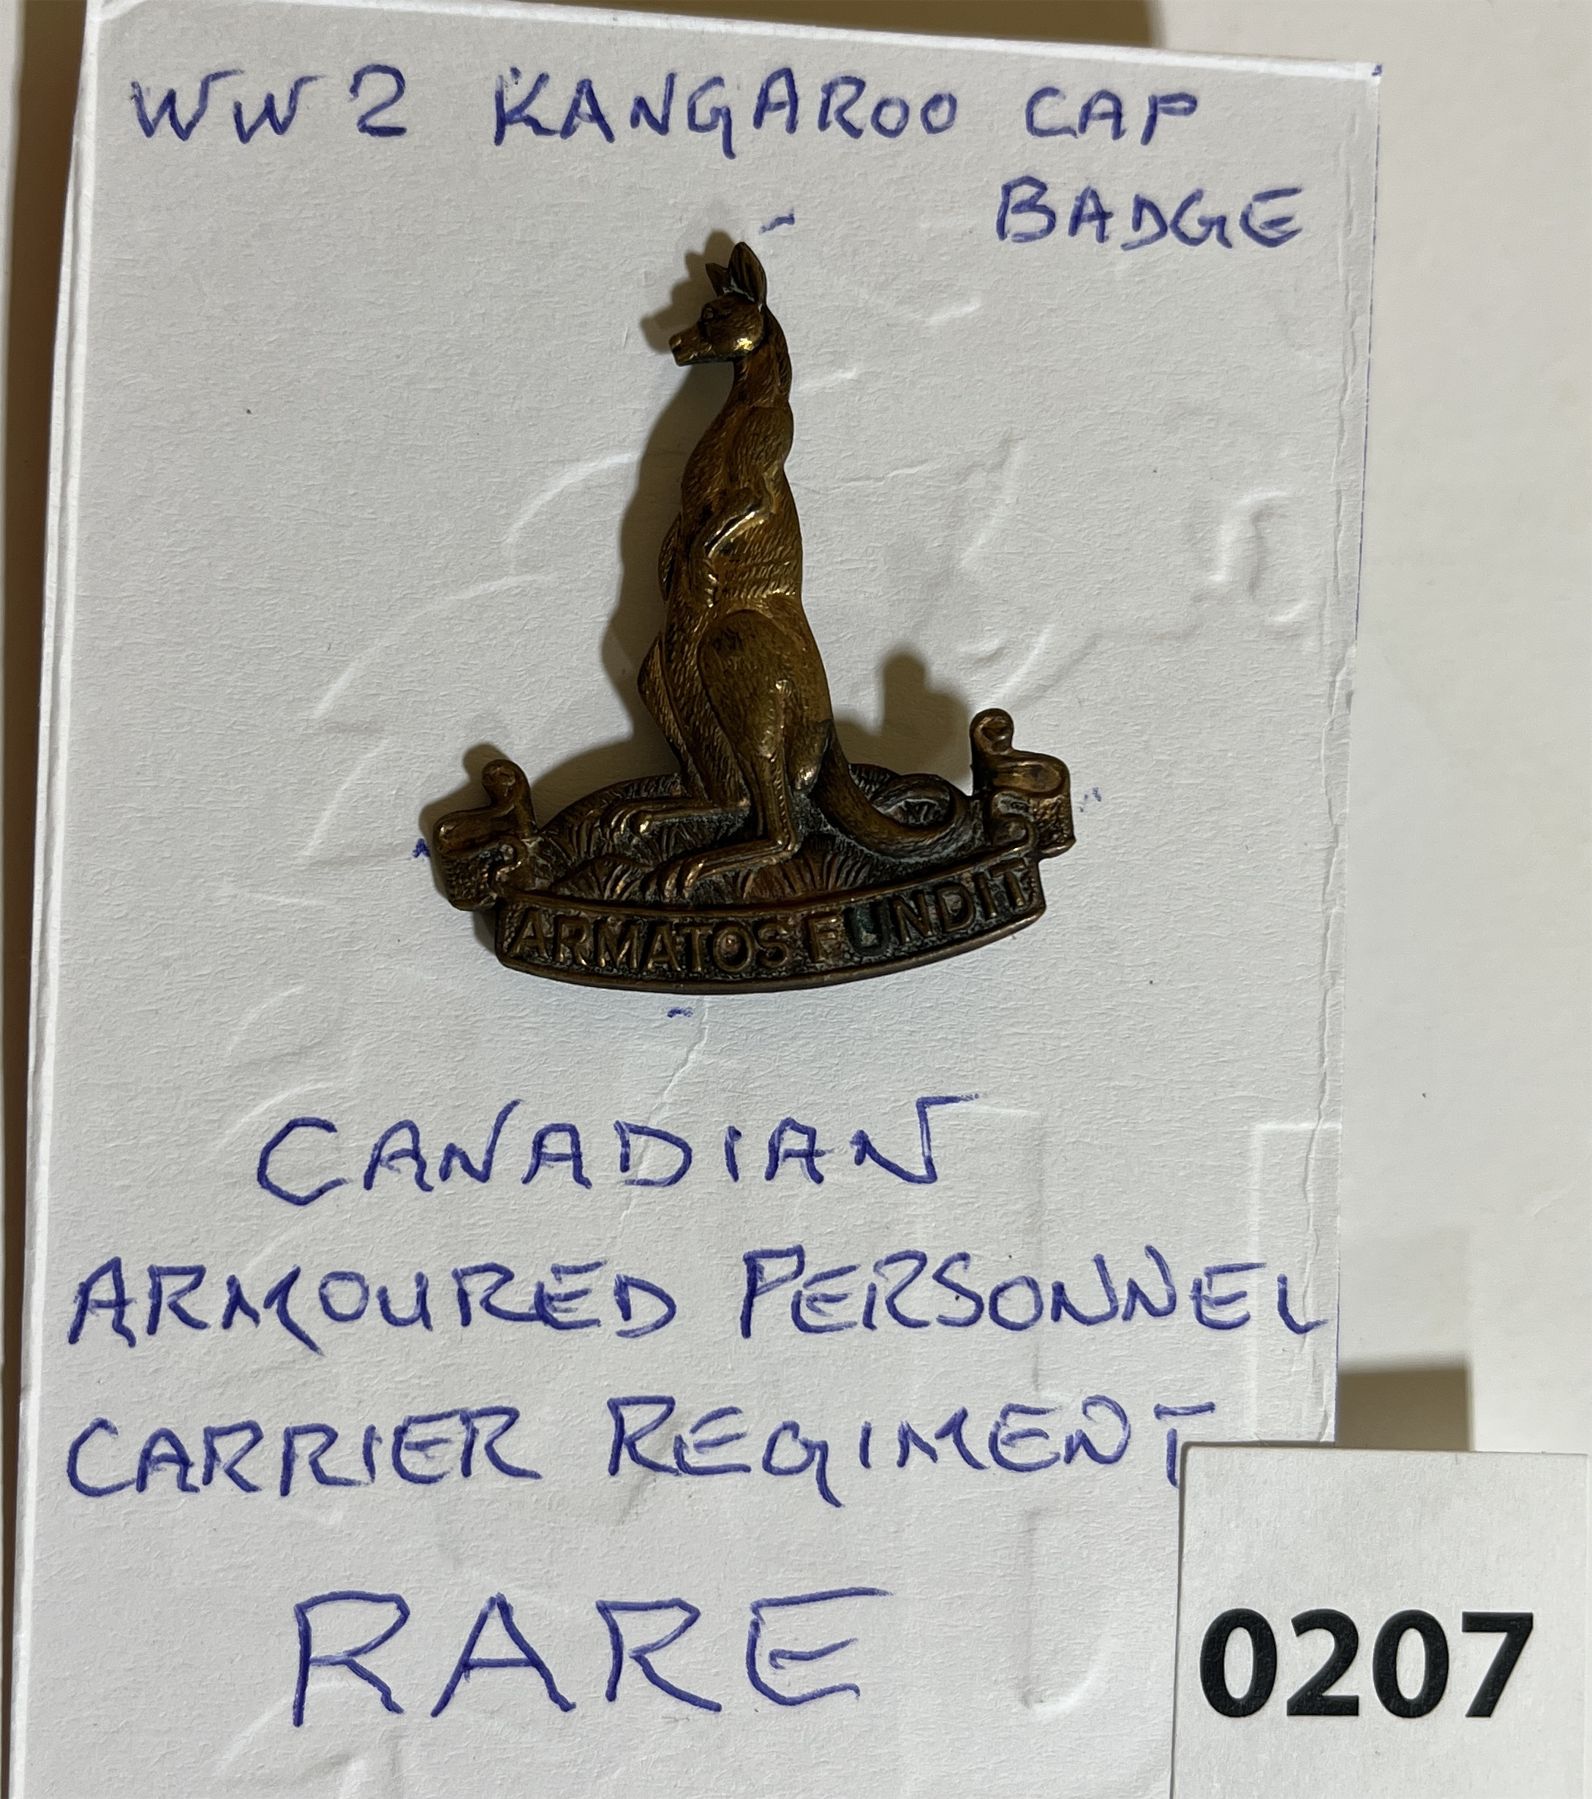 WW2 KANGAROO CAP
BADGE
ARMATOS FUNDIT
CANADIAN
ARMOURED PERSONNEL
CARRIER REGIMENT
RARE
0207